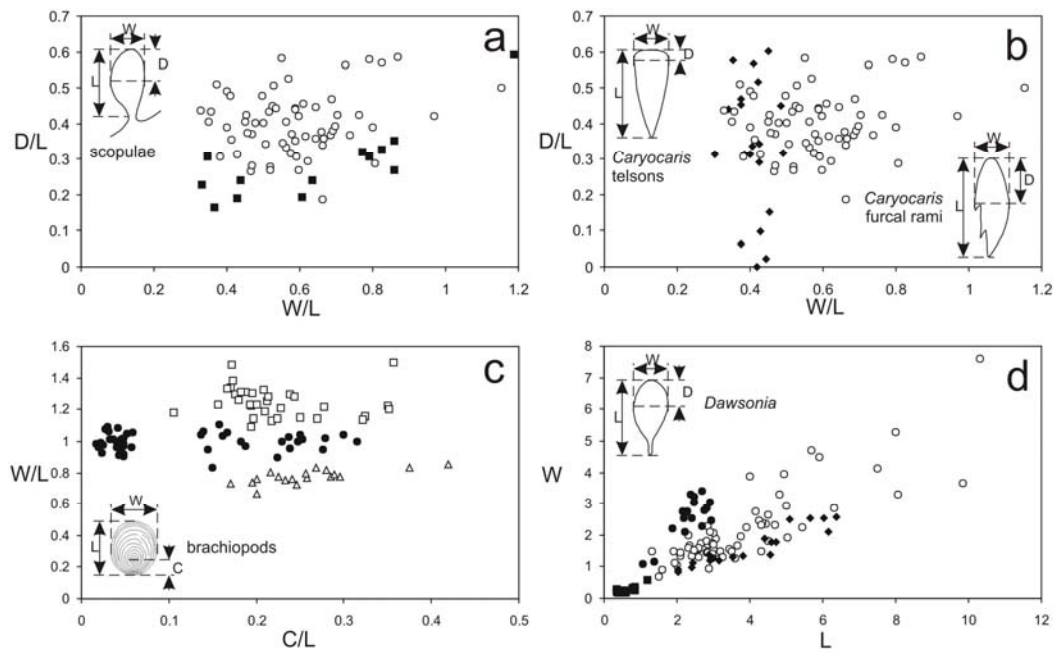 a
0.7
0.6
0.5
0.4
0.3
0.2
0.1
0
D/L
0
0.2
0.4
0.6
0.8
1
1.2
W/L
W
D
L
scopulae
b
0.7
0.6
0.5
0.4
0.3
0.2
0.1
0
D/L
0
0.2
0.4
0.6
0.8
1
1.2
W/L
W
D
L
Caryocaris
telsons
W
D
L
Caryocaris
furcal rami
c
1.6
1.4
1.2
1
0.8
0.6
0.4
0.2
0
W/L
0
0.1
0.2
0.3
0.4
0.5
C/L
W
L
C
brachiopods
d
8
7
6
5
4
3
2
1
0
W
0
2
4
6
8
10
12
L
W
D
L
Dawsonia